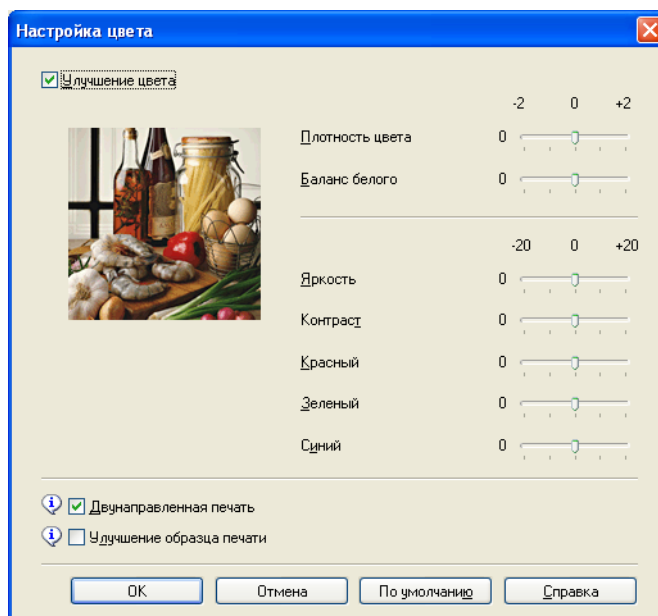 Настройка цвета
Улучшение цвета
-2 0 +2
Плотность цвета 0
Баланс белого 0
-20 0 +20
Яркость 0
Контраст 0
Красный 0
Зеленый 0
Синий 0
Двунаправленная печать
Улучшение образца печати
OK Отмена По умолчанию Справка